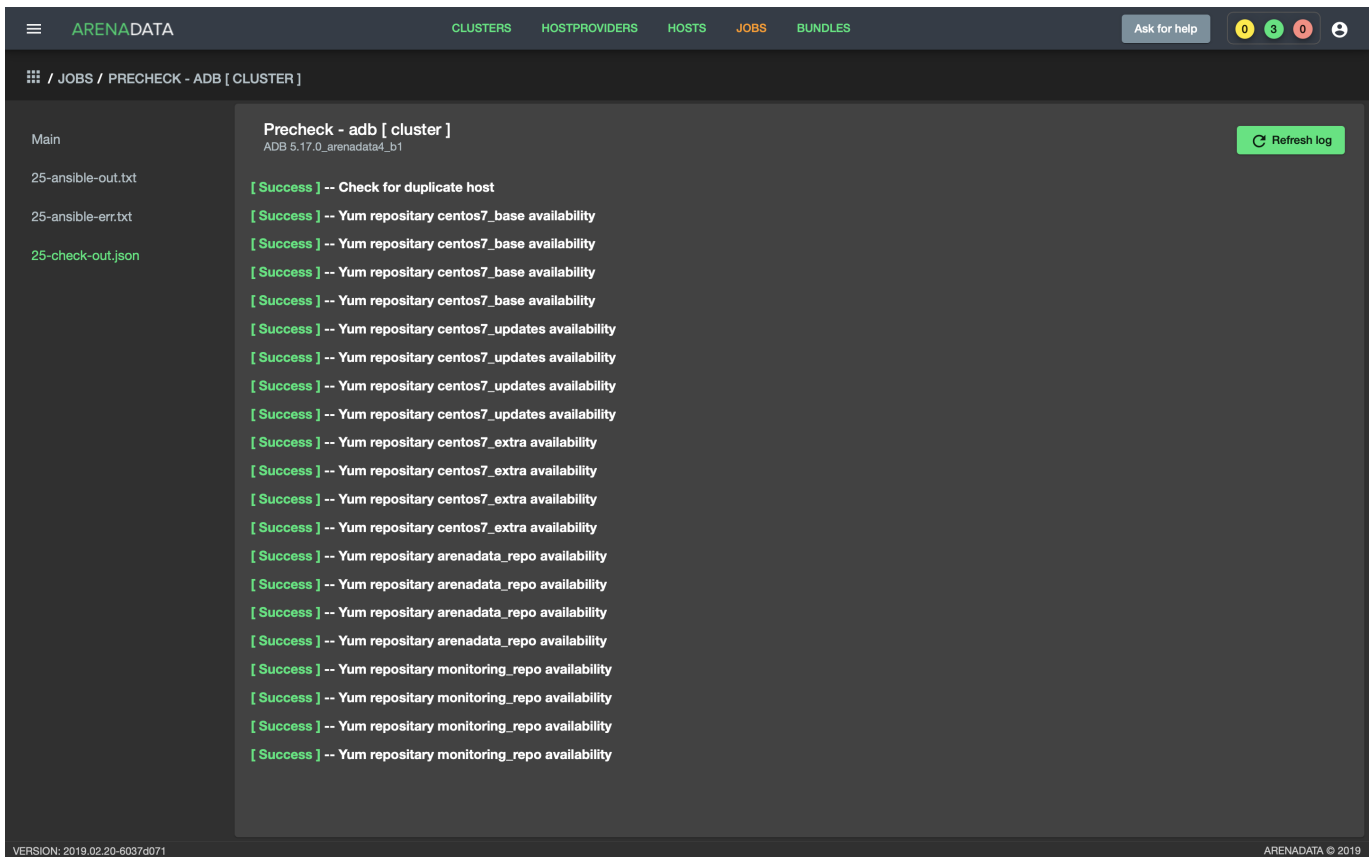 ARENADATA CLUSTERS HOSTPROVIDERS HOSTS JOBS BUNDLES Ask for help 0 3 0
/ JOBS / PRECHECK - ADB [ CLUSTER ]
Main
25-ansible-out.txt
25-ansible-err.txt
25-check-out.json
Precheck - adb [ cluster ]
ADB 5.17.0_arenadata4_b1
Refresh log
[ Success ] -- Check for duplicate host
[ Success ] -- Yum repositary centos7_base availability
[ Success ] -- Yum repositary centos7_base availability
[ Success ] -- Yum repositary centos7_base availability
[ Success ] -- Yum repositary centos7_base availability
[ Success ] -- Yum repositary centos7_updates availability
[ Success ] -- Yum repositary centos7_updates availability
[ Success ] -- Yum repositary centos7_updates availability
[ Success ] -- Yum repositary centos7_updates availability
[ Success ] -- Yum repositary centos7_extra availability
[ Success ] -- Yum repositary centos7_extra availability
[ Success ] -- Yum repositary centos7_extra availability
[ Success ] -- Yum repositary centos7_extra availability
[ Success ] -- Yum repositary arenadata_repo availability
[ Success ] -- Yum repositary arenadata_repo availability
[ Success ] -- Yum repositary arenadata_repo availability
[ Success ] -- Yum repositary arenadata_repo availability
[ Success ] -- Yum repositary monitoring_repo availability
[ Success ] -- Yum repositary monitoring_repo availability
[ Success ] -- Yum repositary monitoring_repo availability
[ Success ] -- Yum repositary monitoring_repo availability
VERSION: 2019.02.20-6037d071 ARENADATA © 2019